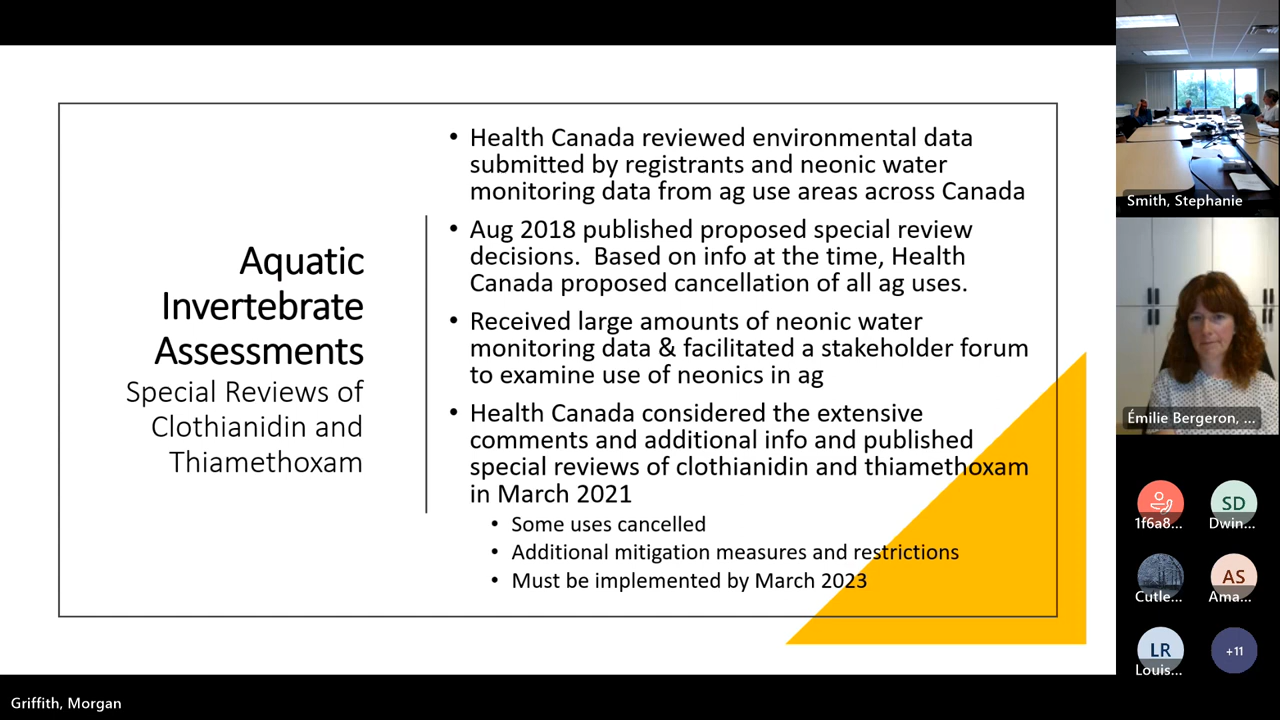 Aquatic
Invertebrate
Assessments
Special Reviews of
Clothianidin and
Thiamethoxam
• Health Canada reviewed environmental data
submitted by registrants and neonic water
monitoring data from ag use areas across Canada
• Aug 2018 published proposed special review
decisions. Based on info at the time, Health
Canada proposed cancellation of all ag uses.
• Received large amounts of neonic water
monitoring data & facilitated a stakeholder forum
to examine use of neonics in ag
• Health Canada considered the extensive
comments and additional info and published
special reviews of clothianidin and thiamethoxam
in March 2021
• Some uses cancelled
• Additional mitigation measures and restrictions
• Must be implemented by March 2023
Smith, Stephanie
Émilie Bergeron, ...
1f6a8...
SD
Dwin...
Cutle...
AS
Ama...
LR
Louis...
+11
Griffith, Morgan